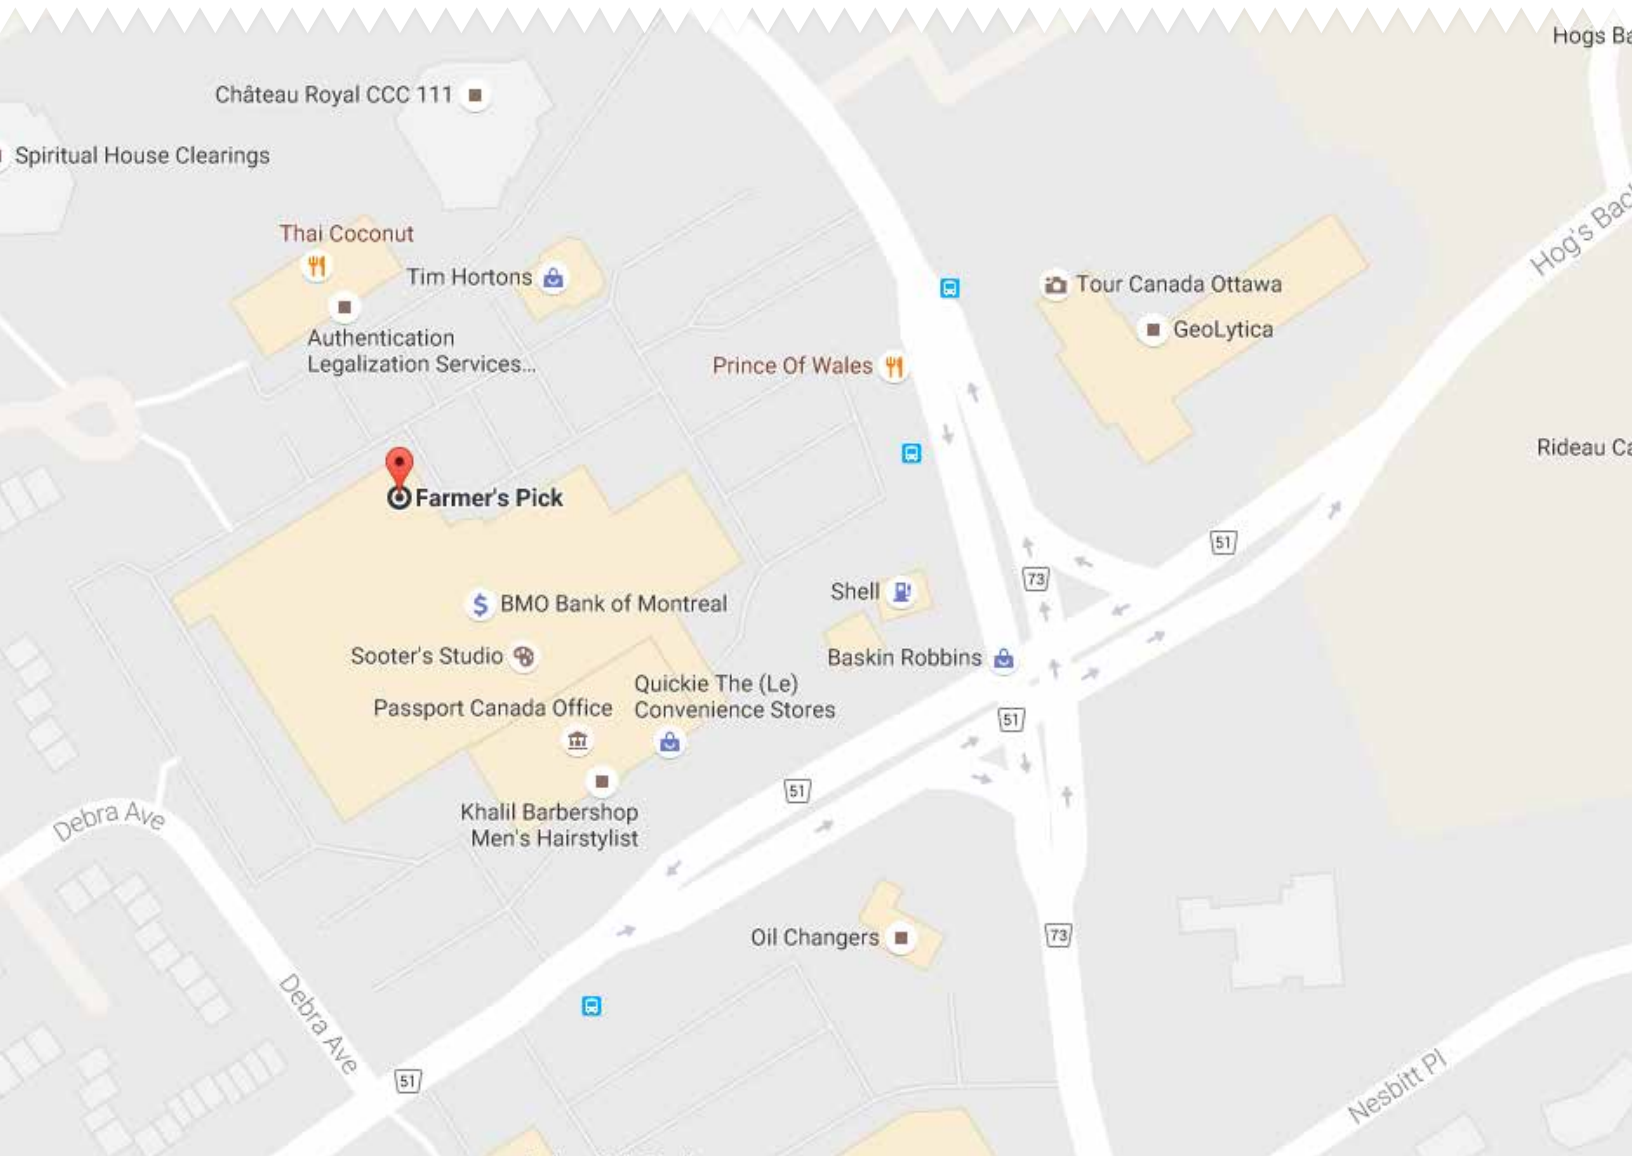 Hogs Ba
Château Royal CCC 111
Spiritual House Clearings
Hog's Back
Thai Coconut
Tim Hortons
Tour Canada Ottawa
GeoLytica
Authentication
Legalization Services...
Prince Of Wales
Rideau Ca
Farmer's Pick
51
73
Shell
BMO Bank of Montreal
Sooter's Studio
Baskin Robbins
Quickie The (Le)
Convenience Stores
Passport Canada Office
51
51
Debra Ave
Khalil Barbershop
Men's Hairstylist
Oil Changers
73
Debra Ave
51
Nesbitt Pl